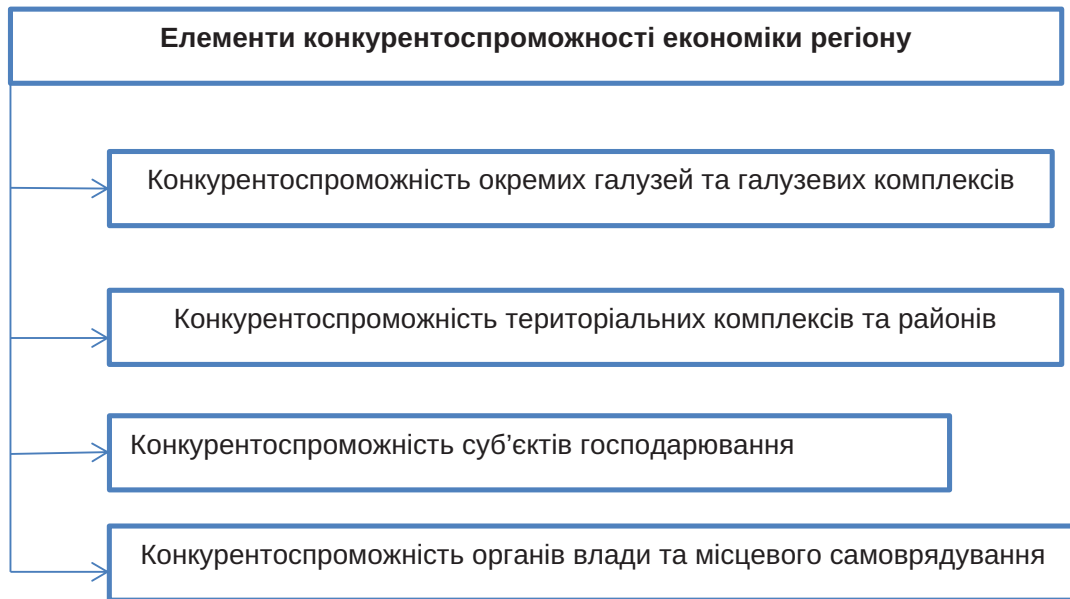 Елементи конкурентоспроможності економіки регіону
Конкурентоспроможність окремих галузей та галузевих комплексів
Конкурентоспроможність територіальних комплексів та районів
Конкурентоспроможність суб’єктів господарювання
Конкурентоспроможність органів влади та місцевого самоврядування